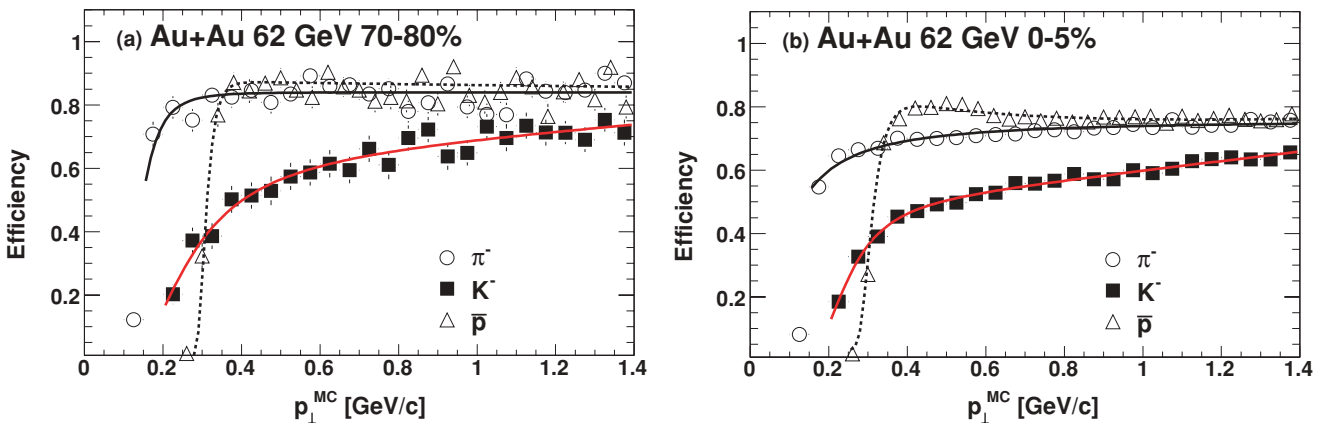 (a) Au+Au 62 GeV 70-80%
Efficiency
1
0.8
0.6
0.4
0.2
π⁻
K⁻
p̅
0 0.2 0.4 0.6 0.8 1 1.2 1.4
p⊥^MC [GeV/c]
(b) Au+Au 62 GeV 0-5%
Efficiency
1
0.8
0.6
0.4
0.2
π⁻
K⁻
p̅
0 0.2 0.4 0.6 0.8 1 1.2 1.4
p⊥^MC [GeV/c]